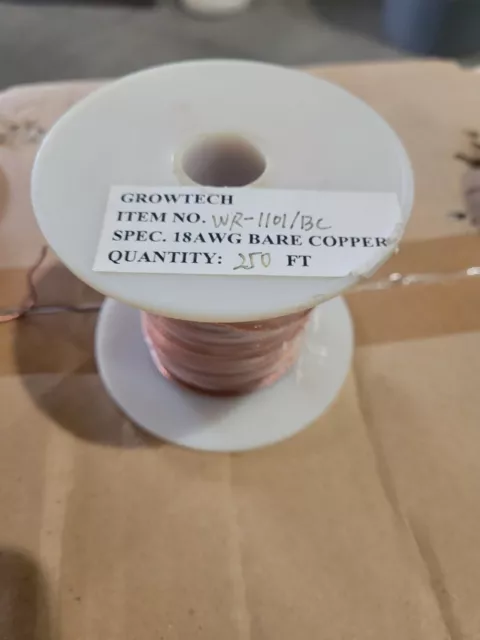 GROWTECH
ITEM NO. WR-1101/BC
SPEC. 18AWG BARE COPPER
QUANTITY: 250 FT